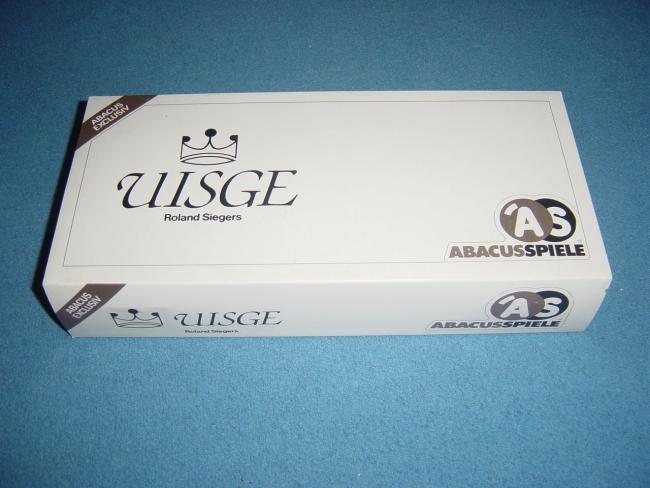 ABACUS
EXCLUSIV
UISGE
Roland Siegers
AS
ABACUSSPIELE
ABACUS
EXCLUSIV
UISGE
Roland Siegers
AS
ABACUSSPIELE